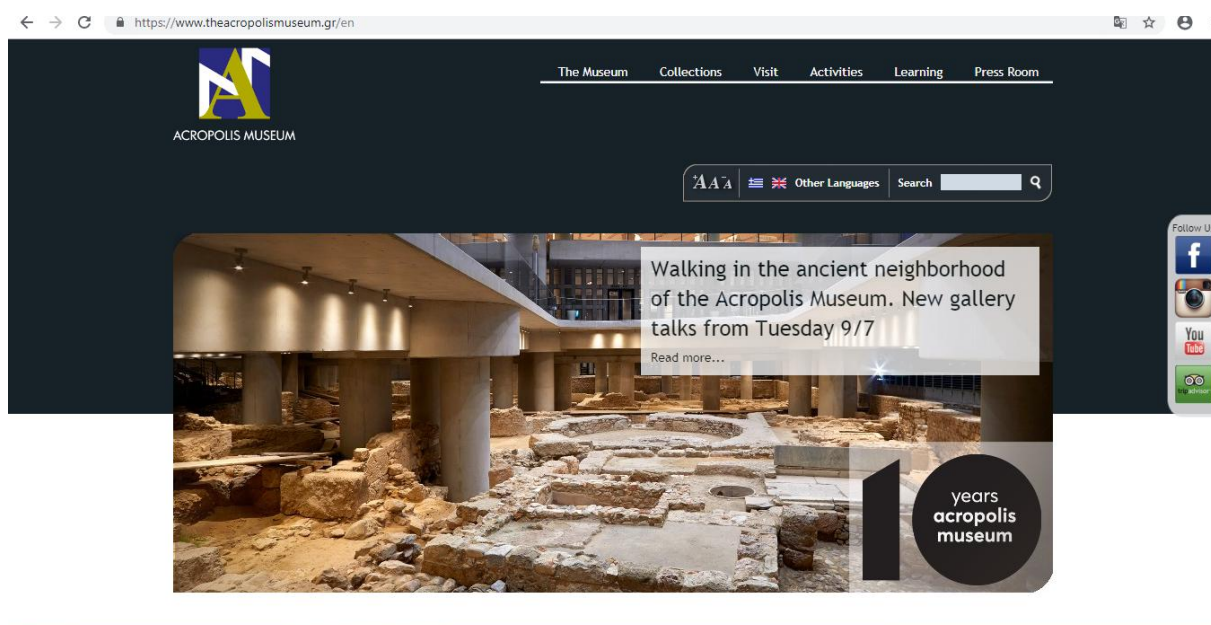 https://www.theacropolismuseum.gr/en
ACROPOLIS MUSEUM
The Museum Collections Visit Activities Learning Press Room
+A A -A Other Languages Search
Walking in the ancient neighborhood
of the Acropolis Museum. New gallery
talks from Tuesday 9/7
Read more...
Follow U
f
You
Tube
tripadvisor
10
years
acropolis
museum